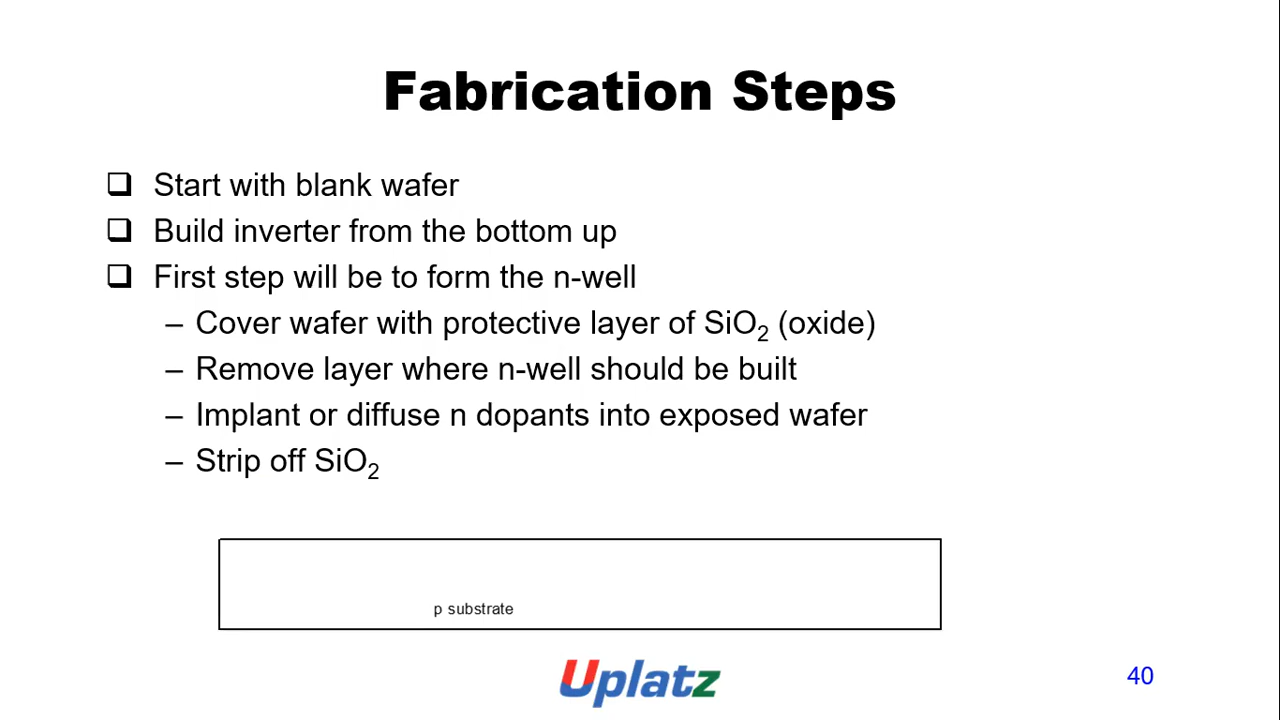 Fabrication Steps
❑ Start with blank wafer
❑ Build inverter from the bottom up
❑ First step will be to form the n-well
– Cover wafer with protective layer of SiO₂ (oxide)
– Remove layer where n-well should be built
– Implant or diffuse n dopants into exposed wafer
– Strip off SiO₂
p substrate
Uplatz
40